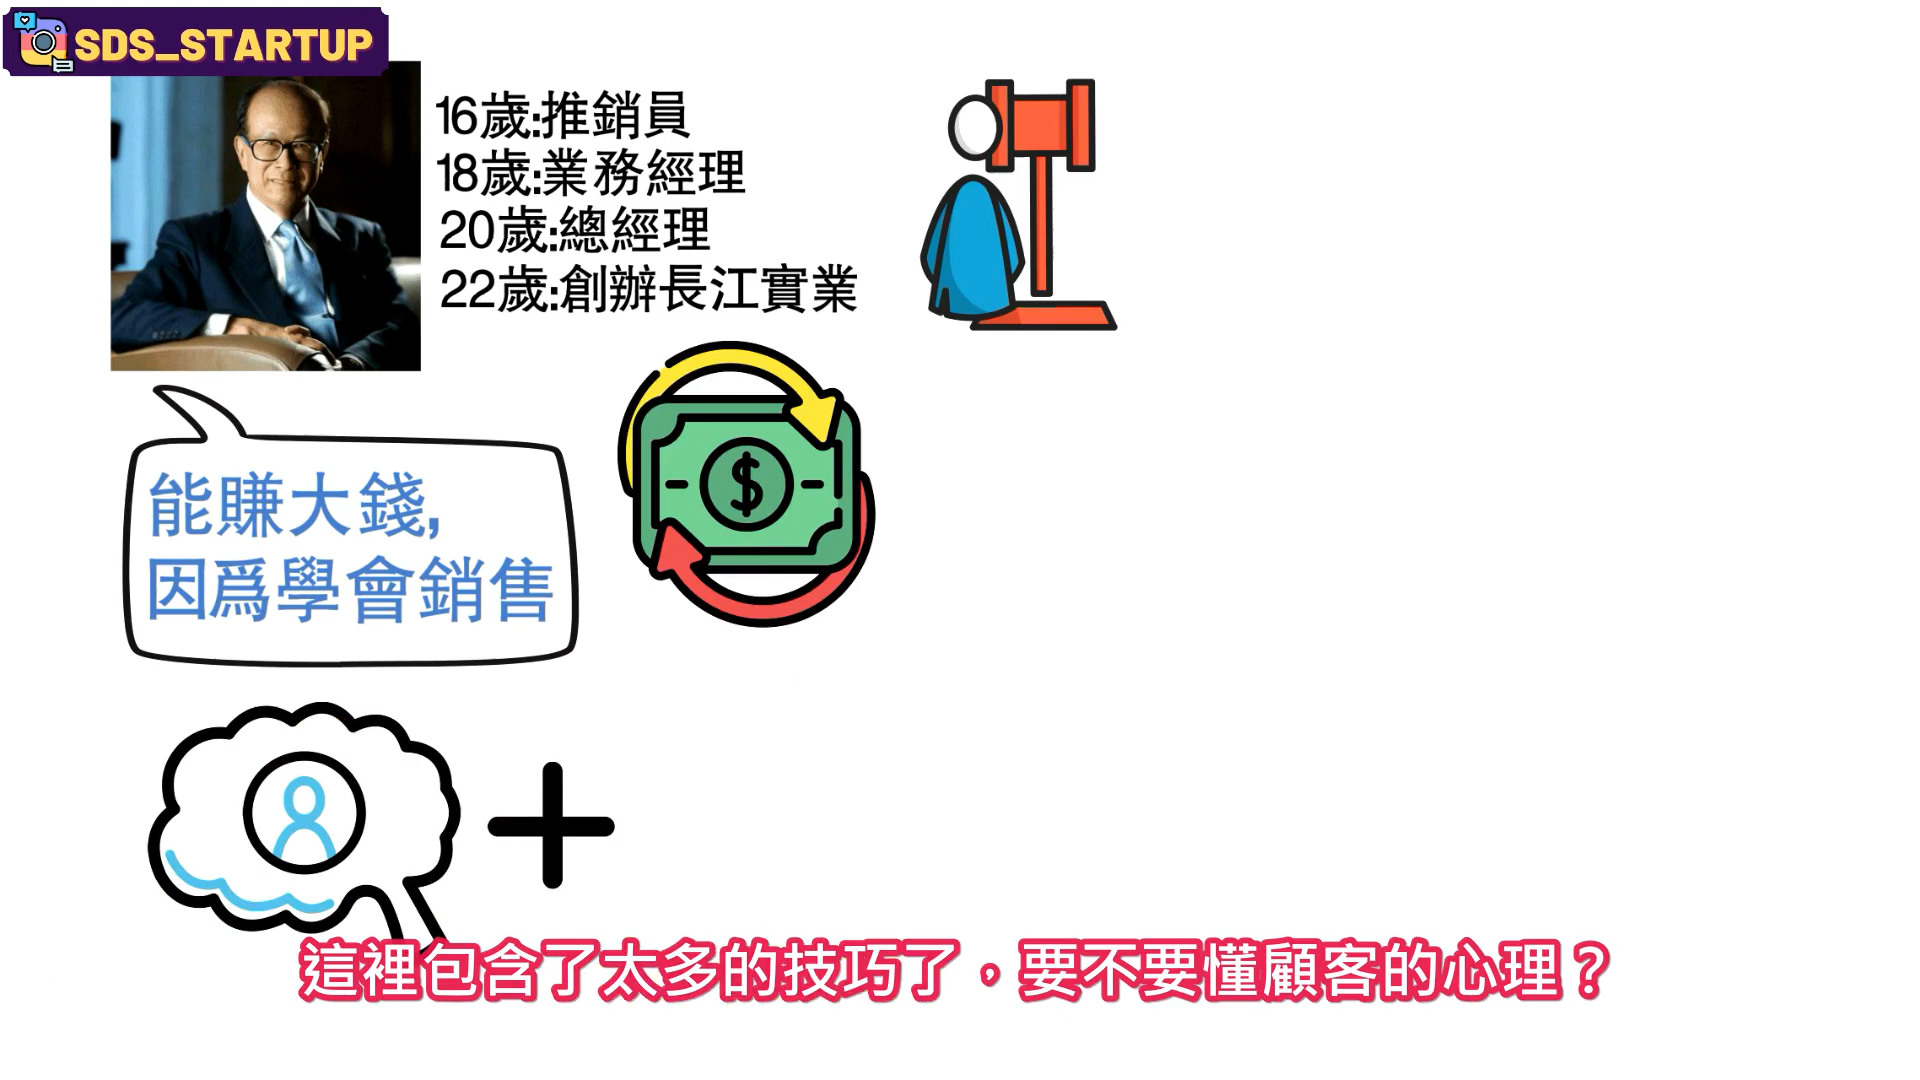 SDS_STARTUP
16歲:推銷員
18歲:業務經理
20歲:總經理
22歲:創辦長江實業
能賺大錢,
因爲學會銷售
$
這裡包含了太多的技巧了，要不要懂顧客的心理？